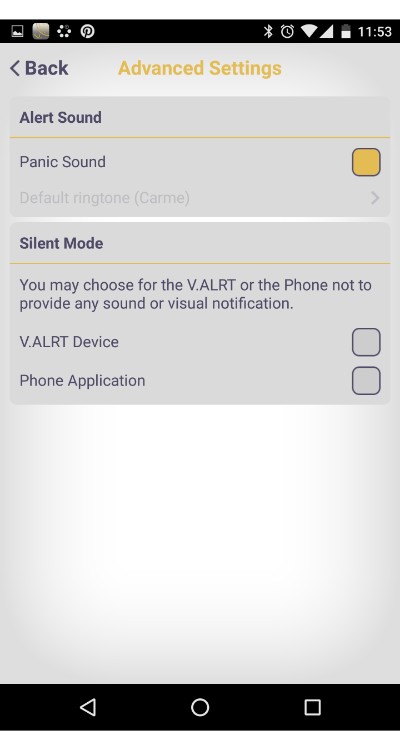 11:53
Back
Advanced Settings
Alert Sound
Panic Sound
Default ringtone (Carme)
Silent Mode
You may choose for the V.ALRT or the Phone not to
provide any sound or visual notification.
V.ALRT Device
Phone Application